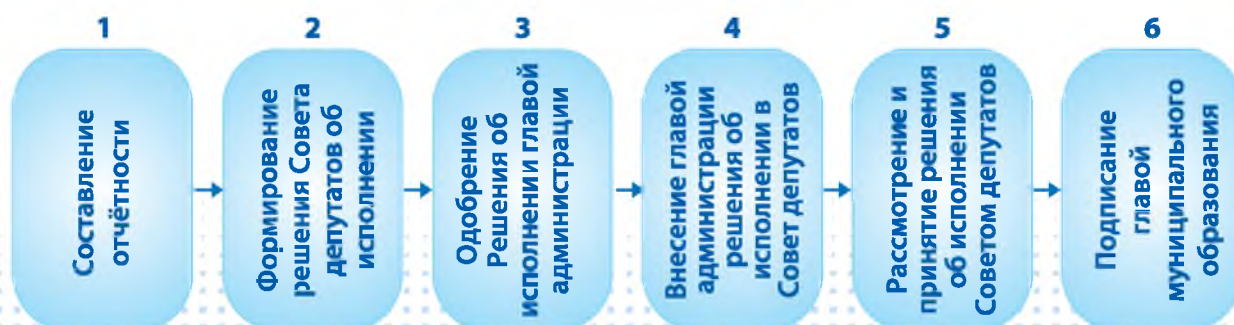 1
Составление
отчётности
2
Формирование
решения Совета
депутатов об
исполнении
3
Одобрение
Решения об
исполнении главой
администрации
4
Внесение главой
администрации
решения об
исполнении в
Совет депутатов
5
Рассмотрение и
принятие решения
об исполнении
Советом депутатов
6
Подписание
главой
муниципального
образования